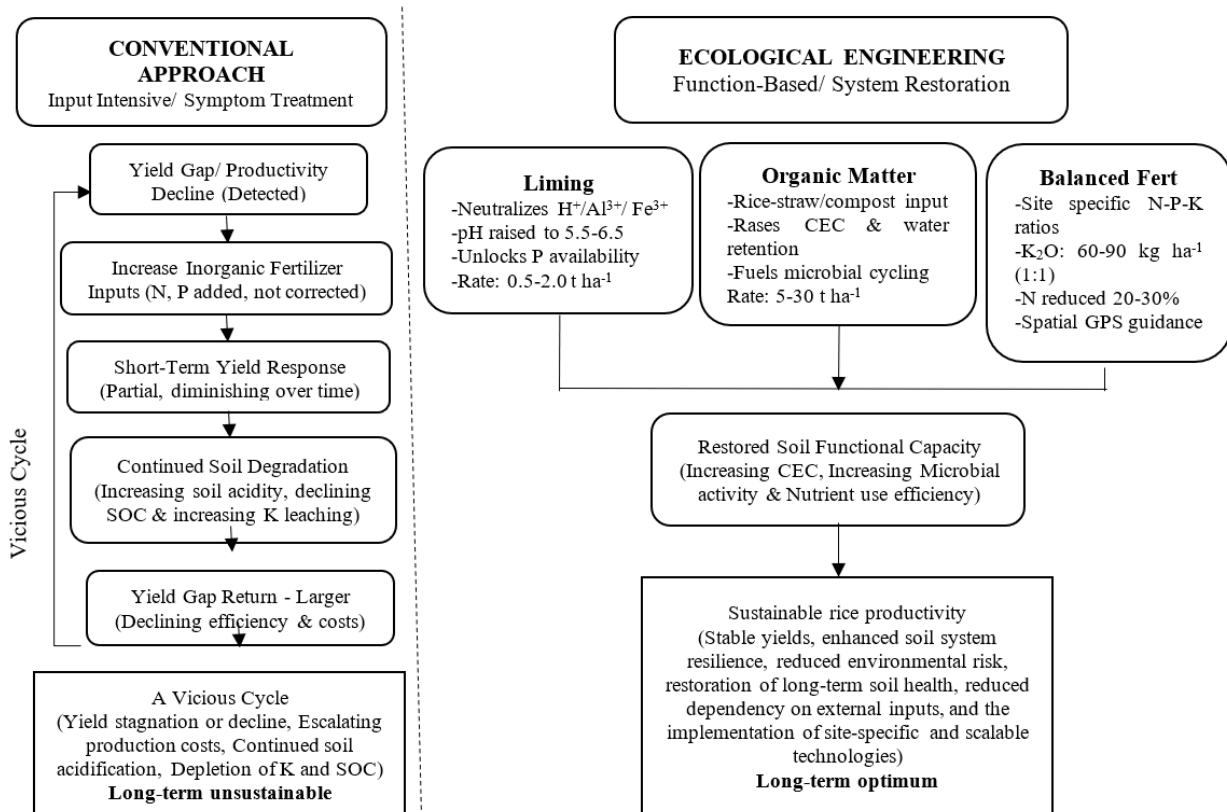 CONVENTIONAL
APPROACH
Input Intensive/ Symptom Treatment
Yield Gap/ Productivity
Decline (Detected)
Increase Inorganic Fertilizer
Inputs (N, P added, not corrected)
Short-Term Yield Response
(Partial, diminishing over time)
Continued Soil Degradation
(Increasing soil acidity, declining
SOC & increasing K leaching)
Yield Gap Return - Larger
(Declining efficiency & costs)
Vicious Cycle
A Vicious Cycle
(Yield stagnation or decline, Escalating
production costs, Continued soil
acidification, Depletion of K and SOC)
Long-term unsustainable
ECOLOGICAL ENGINEERING
Function-Based/ System Restoration
Liming
-Neutralizes H⁺/Al³⁺/ Fe³⁺
-pH raised to 5.5-6.5
-Unlocks P availability
-Rate: 0.5-2.0 t ha⁻¹
Organic Matter
-Rice-straw/compost input
-Rases CEC & water
retention
-Fuels microbial cycling
Rate: 5-30 t ha⁻¹
Balanced Fert
-Site specific N-P-K
ratios
-K₂O: 60-90 kg ha⁻¹
(1:1)
-N reduced 20-30%
-Spatial GPS guidance
Restored Soil Functional Capacity
(Increasing CEC, Increasing Microbial
activity & Nutrient use efficiency)
Sustainable rice productivity
(Stable yields, enhanced soil system
resilience, reduced environmental risk,
restoration of long-term soil health, reduced
dependency on external inputs, and the
implementation of site-specific and scalable
technologies)
Long-term optimum